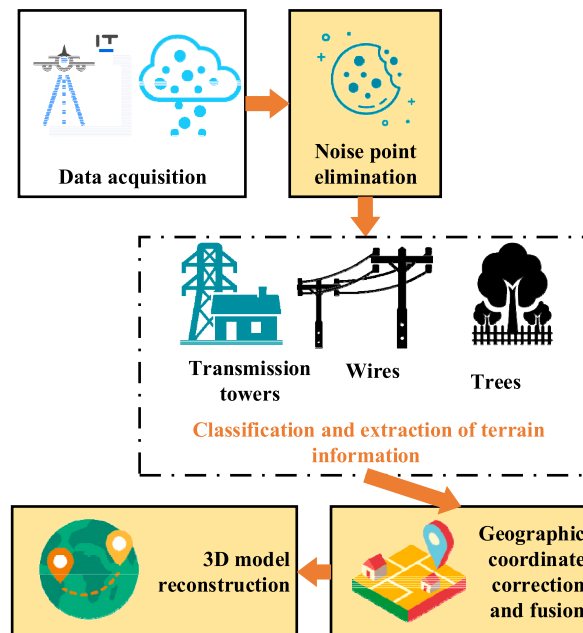 Data acquisition
Noise point
elimination
Transmission
towers
Wires
Trees
Classification and extraction of terrain
information
3D model
reconstruction
Geographic
coordinate
correction
and fusion